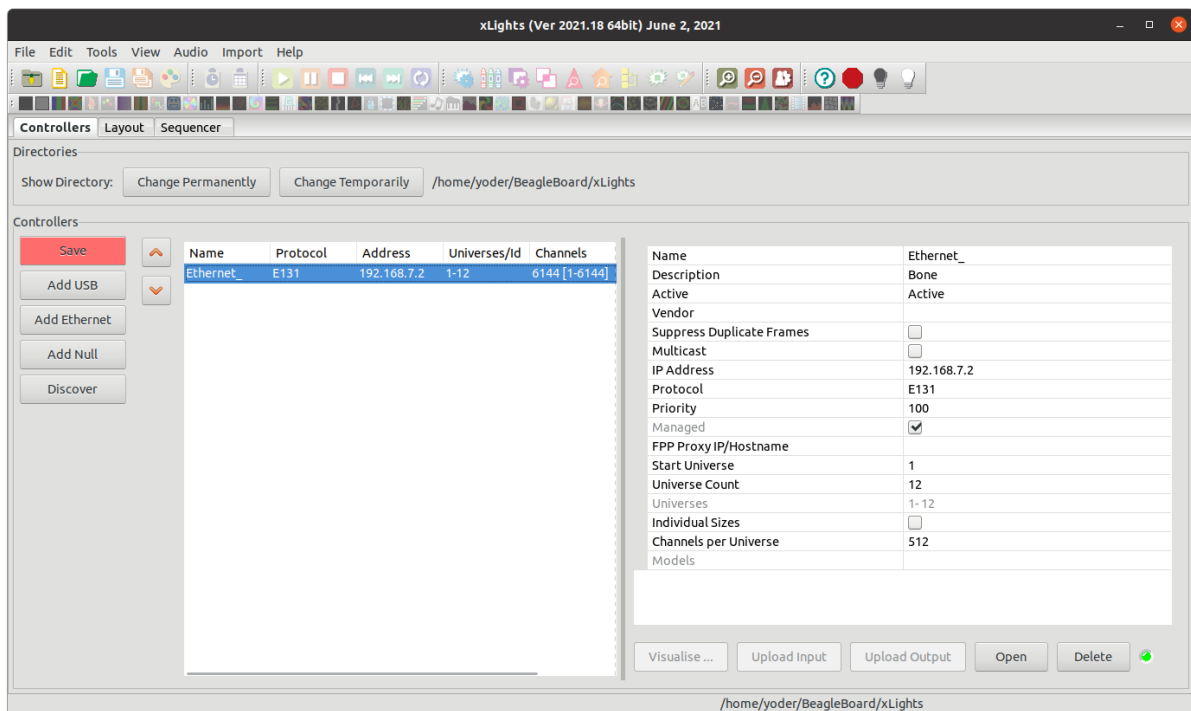 xLights (Ver 2021.18 64bit) June 2, 2021
File Edit Tools View Audio Import Help
Controllers Layout Sequencer
Directories
Show Directory: Change Permanently Change Temporarily /home/yoder/BeagleBoard/xLights
Controllers
Save
Add USB
Add Ethernet
Add Null
Discover
Name Protocol Address Universes/Id Channels
Ethernet_ E131 192.168.7.2 1-12 6144 [1-6144]
Name Ethernet_
Description Bone
Active Active
Vendor
Suppress Duplicate Frames
Multicast
IP Address 192.168.7.2
Protocol E131
Priority 100
Managed
FPP Proxy IP/Hostname
Start Universe 1
Universe Count 12
Universes 1-12
Individual Sizes
Channels per Universe 512
Models
Visualise ... Upload Input Upload Output Open Delete
/home/yoder/BeagleBoard/xLights